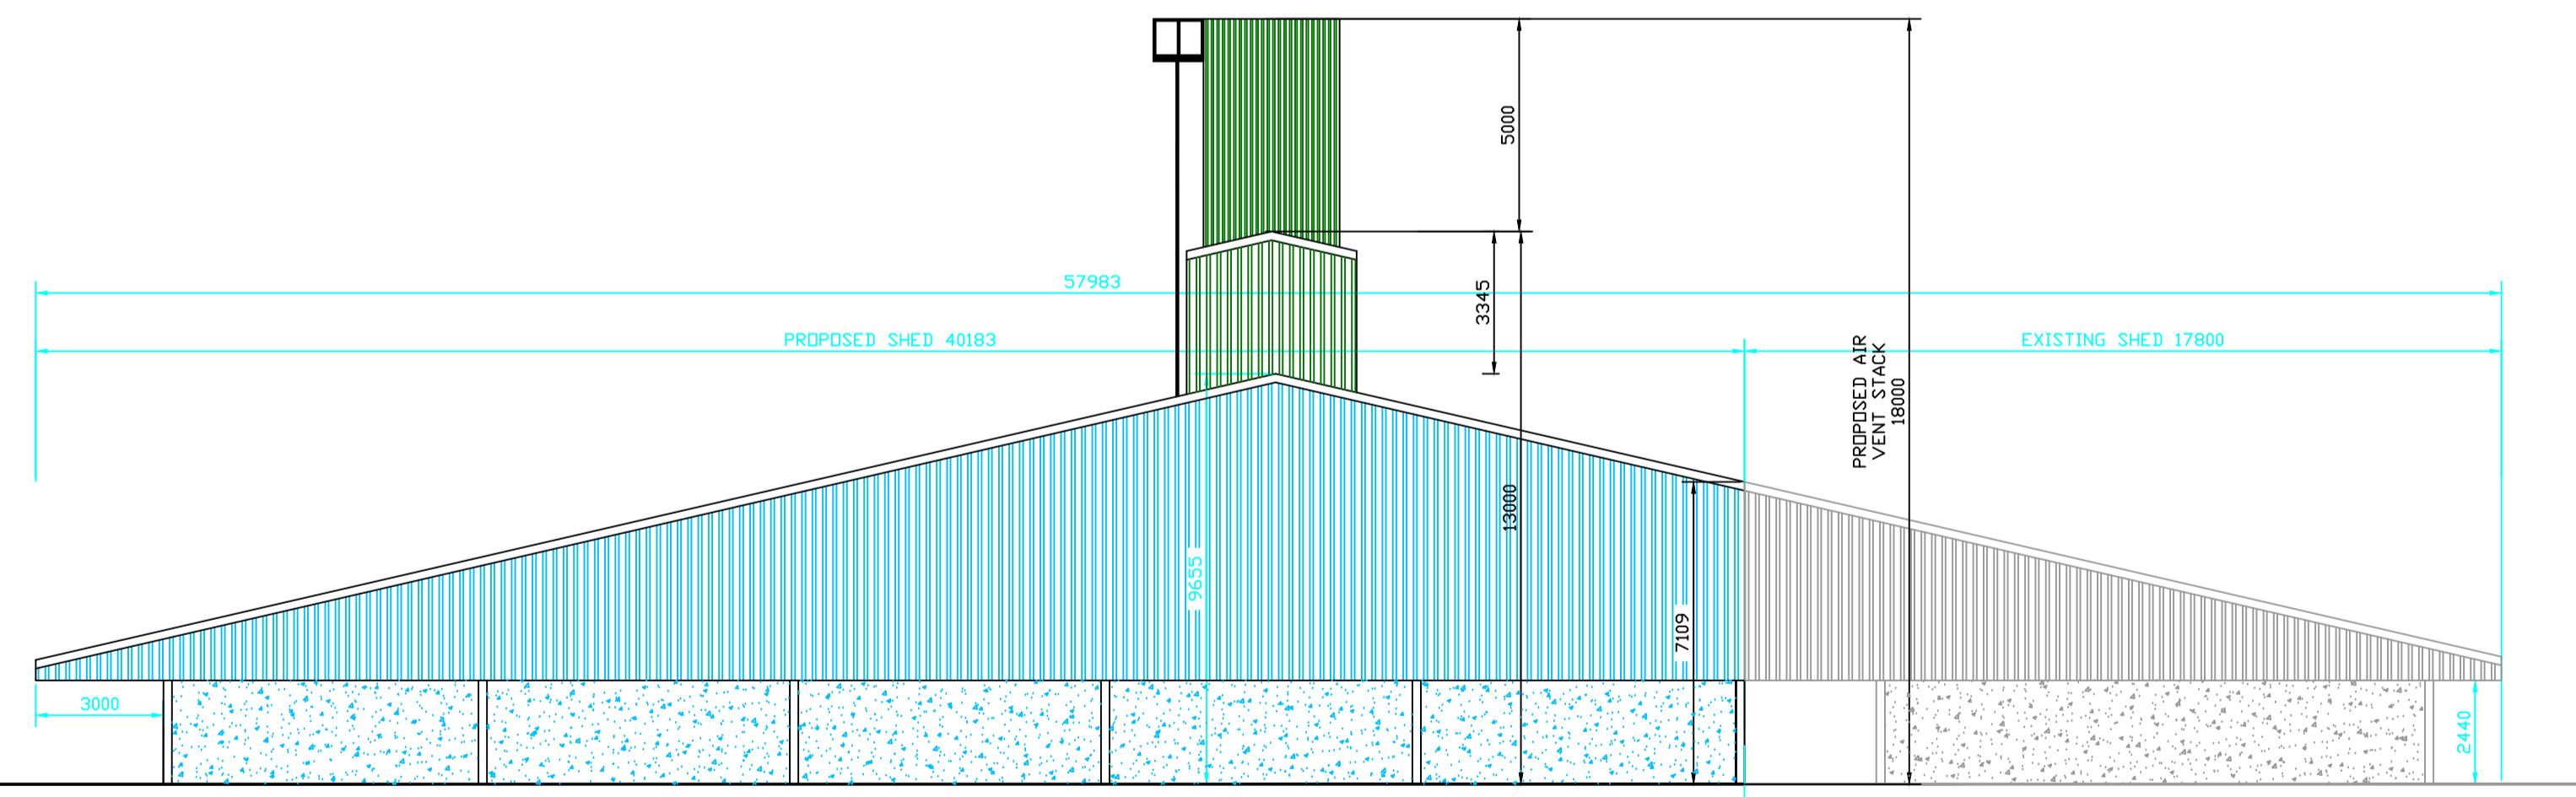 5000
57983
3345
PROPOSED SHED 40183
EXISTING SHED 17800
PROPOSED AIR
VENT STACK
18000
13000
9655
7109
3000
2440